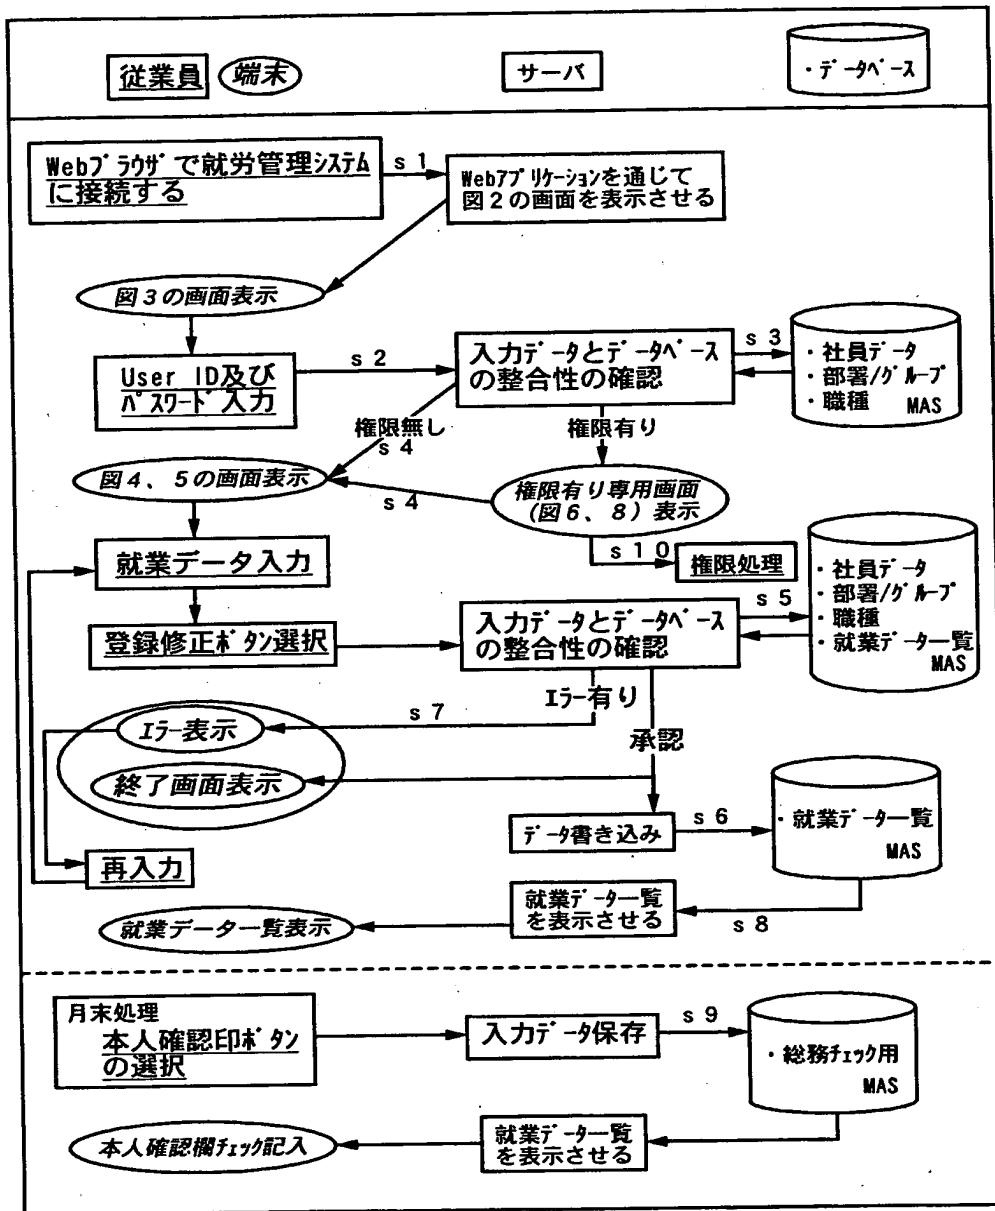 従業員
端末
サーバ
・データベース
Webブラウザで就労管理システム
に接続する
s1
Webアプリケーションを通じて
図2の画面を表示させる
図3の画面表示
User ID及び
パスワード入力
s2
入力データとデータベース
の整合性の確認
s3
・社員データ
・部署/グループ
・職種
MAS
権限無し
s4
権限有り
図4、5の画面表示
s4
権限有り専用画面
(図6、8)表示
s10
権限処理
就業データ入力
登録修正ボタン選択
入力データとデータベース
の整合性の確認
s5
・社員データ
・部署/グループ
・職種
・就業データ一覧
MAS
エラー有り
s7
エラー表示
承認
終了画面表示
データ書き込み
s6
・就業データ一覧
MAS
再入力
就業データ一覧
を表示させる
s8
就業データ一覧表示
月末処理
本人確認印ボタン
の選択
入力データ保存
s9
・総務チェック用
MAS
本人確認欄チェック記入
就業データ一覧
を表示させる